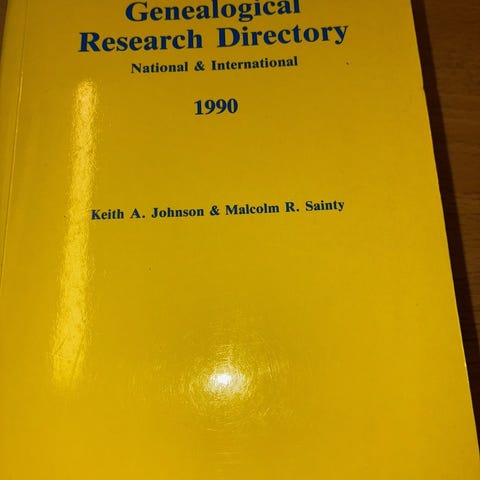 Genealogical
Research Directory
National & International
1990
Keith A. Johnson & Malcolm R. Sainty